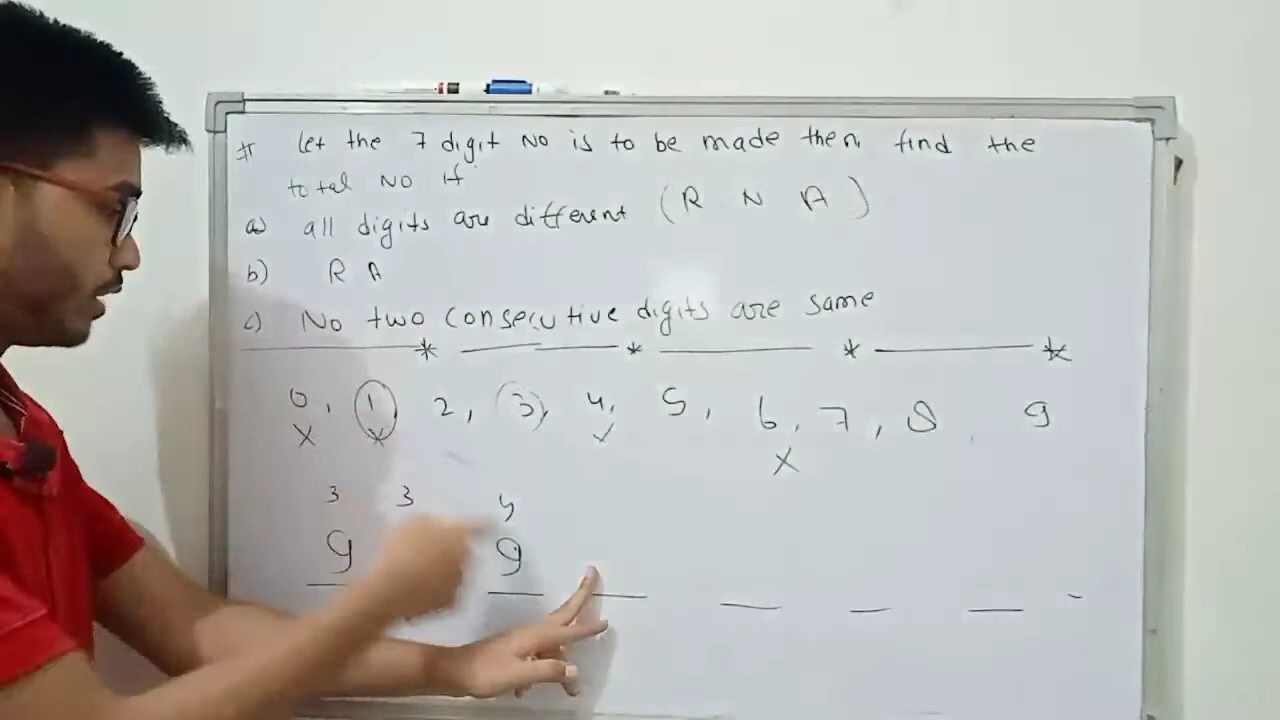 # Let the 7 digit No is to be made then find the
total No if
a) all digits are different (R N A)
b) R A
c) No two consecutive digits are same
0, 1, 2, 3, 4, 5, 6, 7, 8, 9
x x ✓ x
3 3 4
9 9